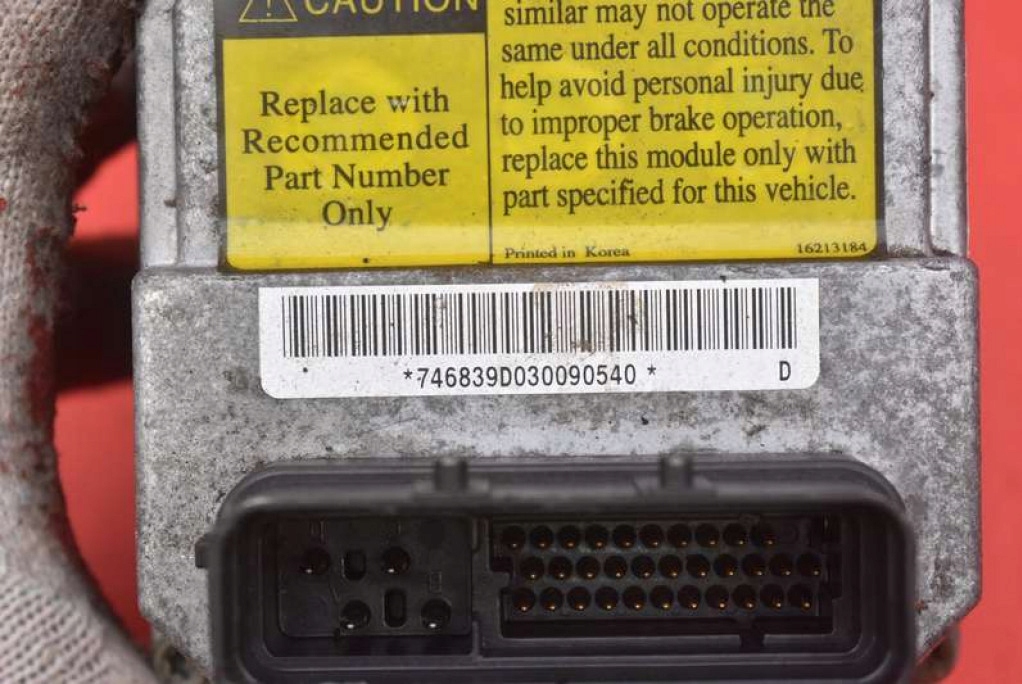 CAUTION
Replace with
Recommended
Part Number
Only
similar may not operate the
same under all conditions. To
help avoid personal injury due
to improper brake operation,
replace this module only with
part specified for this vehicle.
Printed in Korea 16213184
*746839D030090540 * D